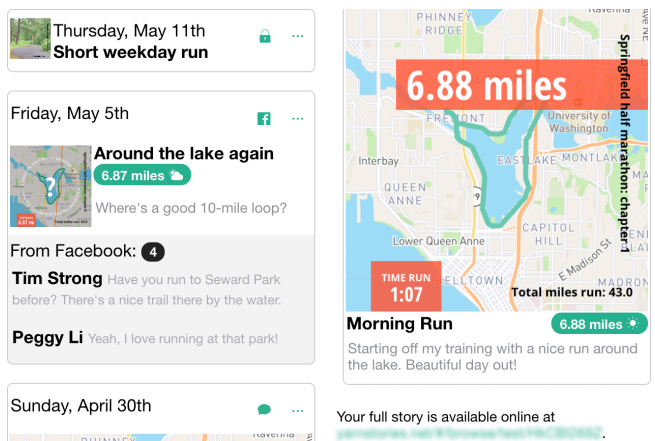 Thursday, May 11th
Short weekday run
Friday, May 5th
Around the lake again
6.87 miles
Where's a good 10-mile loop?
From Facebook: 4
Tim Strong Have you run to Seward Park
before? There's a nice trail there by the water.
Peggy Li Yeah, I love running at that park!
Sunday, April 30th
PHINNEY
RIDGE
Ravenna
6.88 miles
Springfield half marathon: chapter 1
FREMONT
University of
Washington
Interbay
EASTLAKE
MONTLAK
QUEEN
ANNE
CAPITOL
HILL
Lower Queen Anne
E Madison St
BELLTOWN
MADRON
TIME RUN
1:07
Total miles run: 43.0
Morning Run
6.88 miles
Starting off my training with a nice run around
the lake. Beautiful day out!
Your full story is available online at